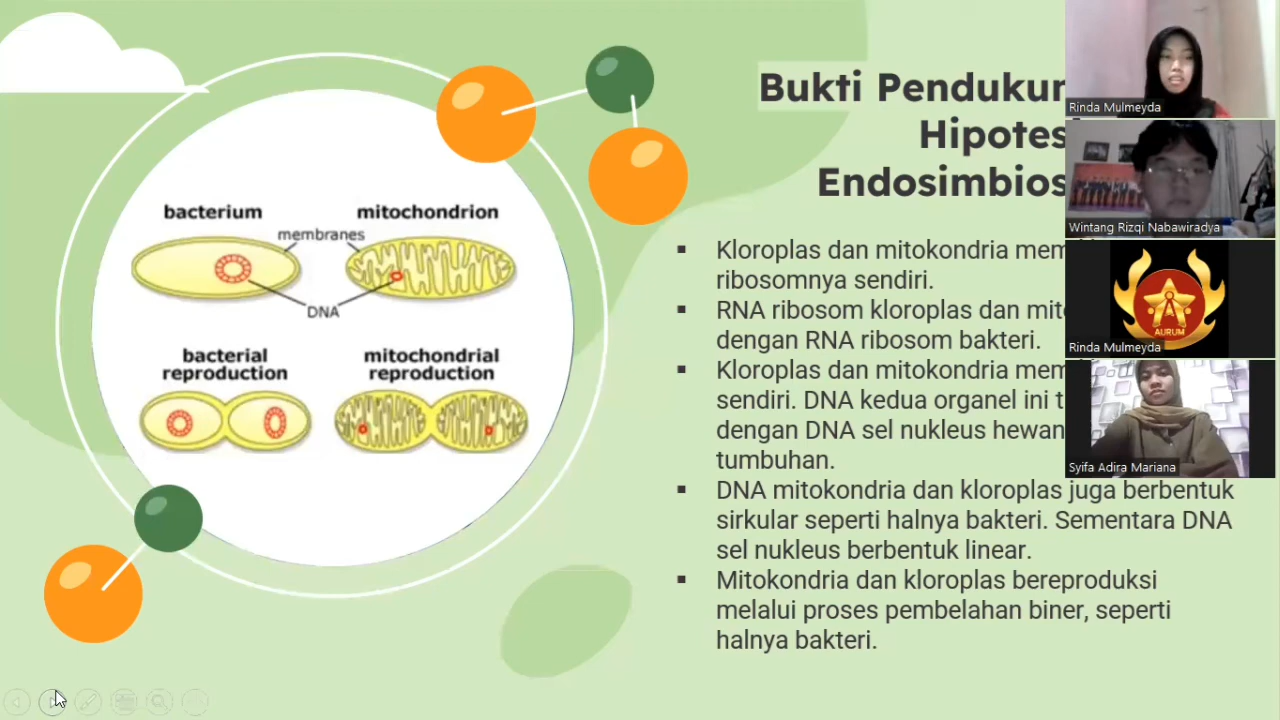 Bukti Pendukun
Hipotes
Endosimbios
bacterium
mitochondrion
membranes
DNA
bacterial
reproduction
mitochondrial
reproduction
Kloroplas dan mitokondria mem
ribosomnya sendiri.
RNA ribosom kloroplas dan mito
dengan RNA ribosom bakteri.
Kloroplas dan mitokondria mem
sendiri. DNA kedua organel ini t
dengan DNA sel nukleus hewan
tumbuhan.
DNA mitokondria dan kloroplas juga berbentuk
sirkular seperti halnya bakteri. Sementara DNA
sel nukleus berbentuk linear.
Mitokondria dan kloroplas bereproduksi
melalui proses pembelahan biner, seperti
halnya bakteri.
Rinda Mulmeyda
Wintang Rizqi Nabawiradya
AURUM
Rinda Mulmeyda
Syifa Adira Mariana